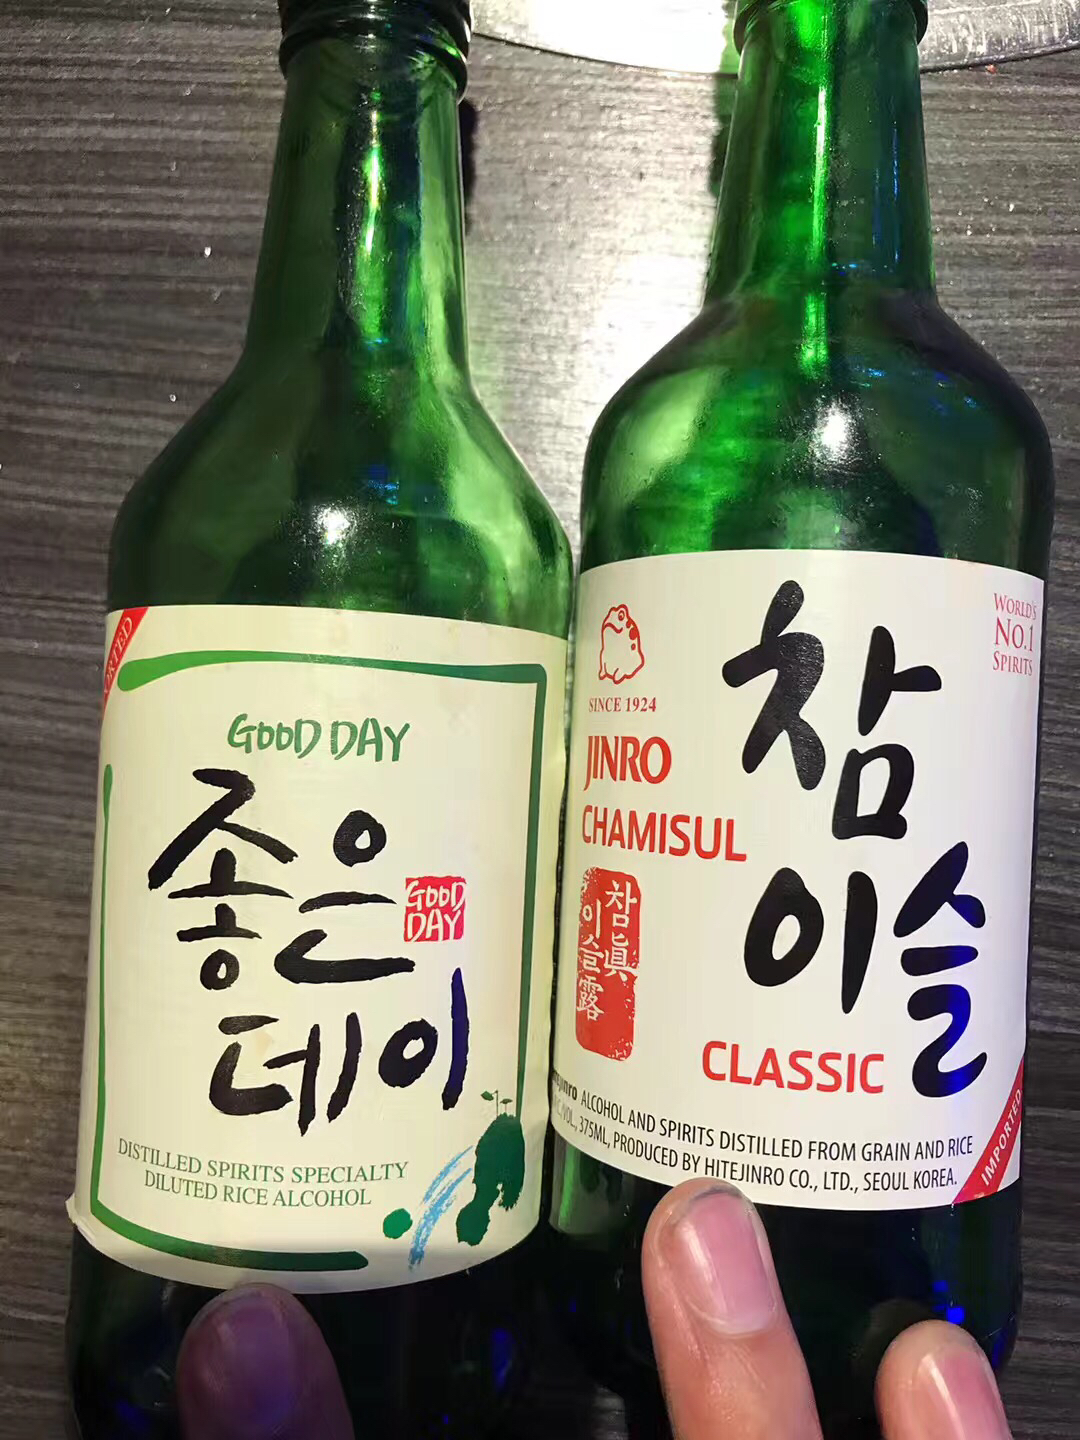 GOOD DAY
좋은
데이
GOOD
DAY
DISTILLED SPIRITS SPECIALTY
DILUTED RICE ALCOHOL
WORLD'S
NO.1
SPIRITS
SINCE 1924
JINRO
CHAMISUL
참
이슬
참眞
이슬露
CLASSIC
ALCOHOL AND SPIRITS DISTILLED FROM GRAIN AND RICE
375ML, PRODUCED BY HITEJINRO CO., LTD., SEOUL KOREA.
IMPORTED